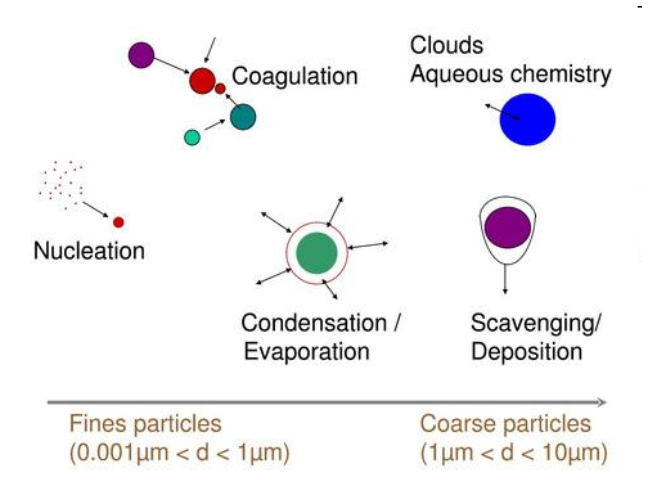 Clouds
Aqueous chemistry
Coagulation
Nucleation
Condensation /
Evaporation
Scavenging/
Deposition
Fines particles
(0.001µm < d < 1µm)
Coarse particles
(1µm < d < 10µm)